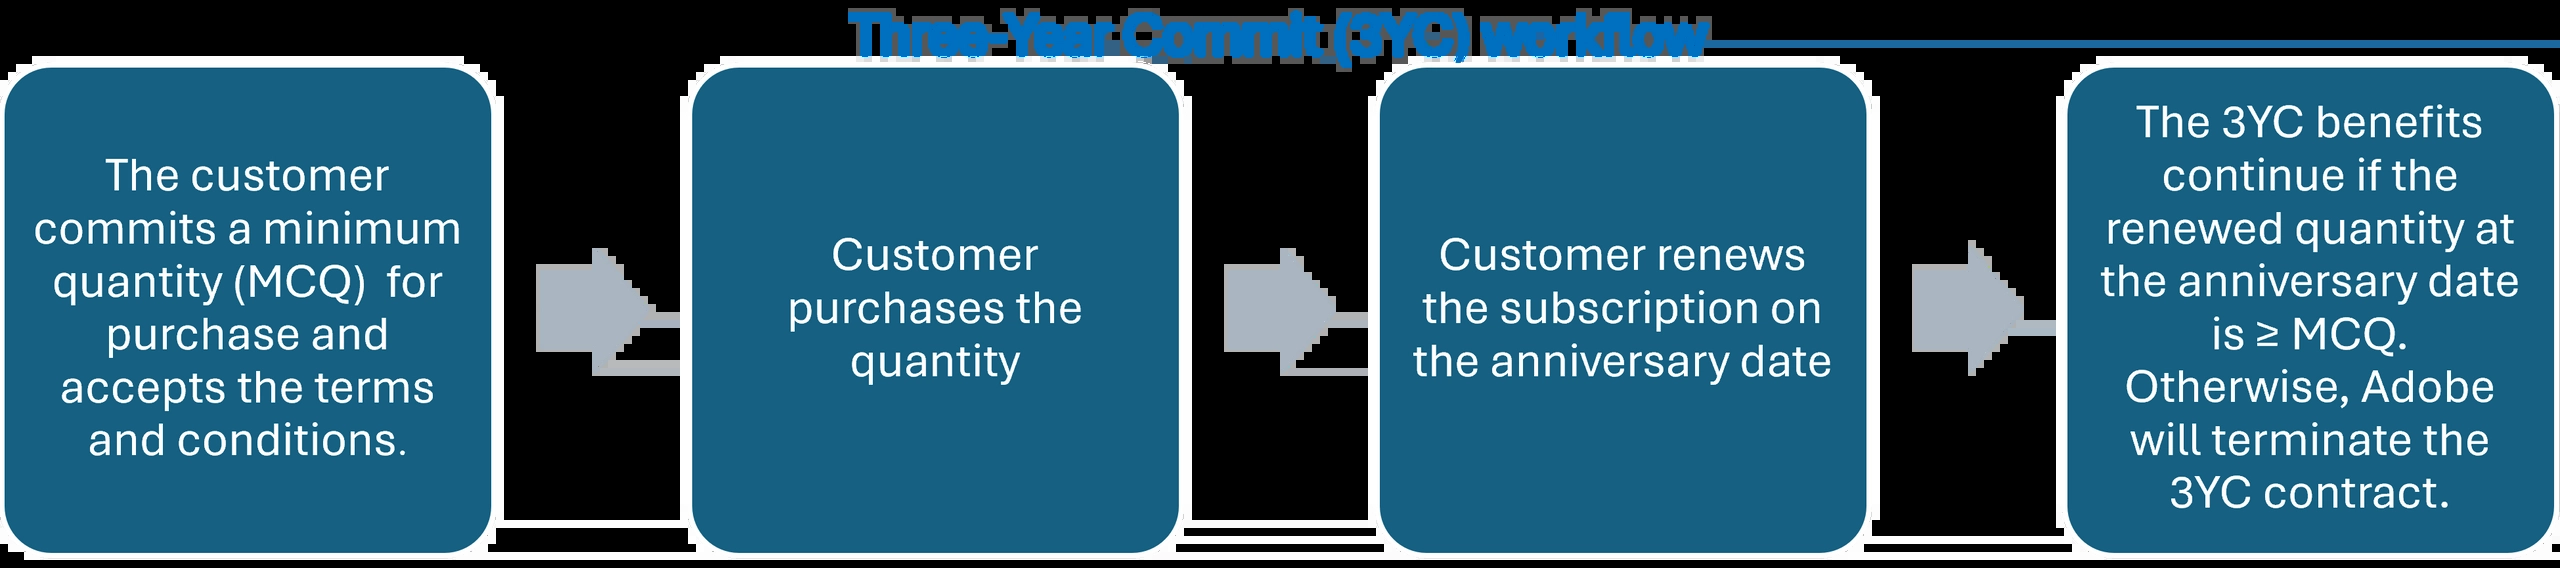 Three-Year Commit (3YC) workflow
The customer
commits a minimum
quantity (MCQ)  for
purchase and
accepts the terms
and conditions.
Customer
purchases the
quantity
Customer renews
the subscription on
the anniversary date
The 3YC benefits
continue if the
renewed quantity at
the anniversary date
is ≥ MCQ.
Otherwise, Adobe
will terminate the
3YC contract.